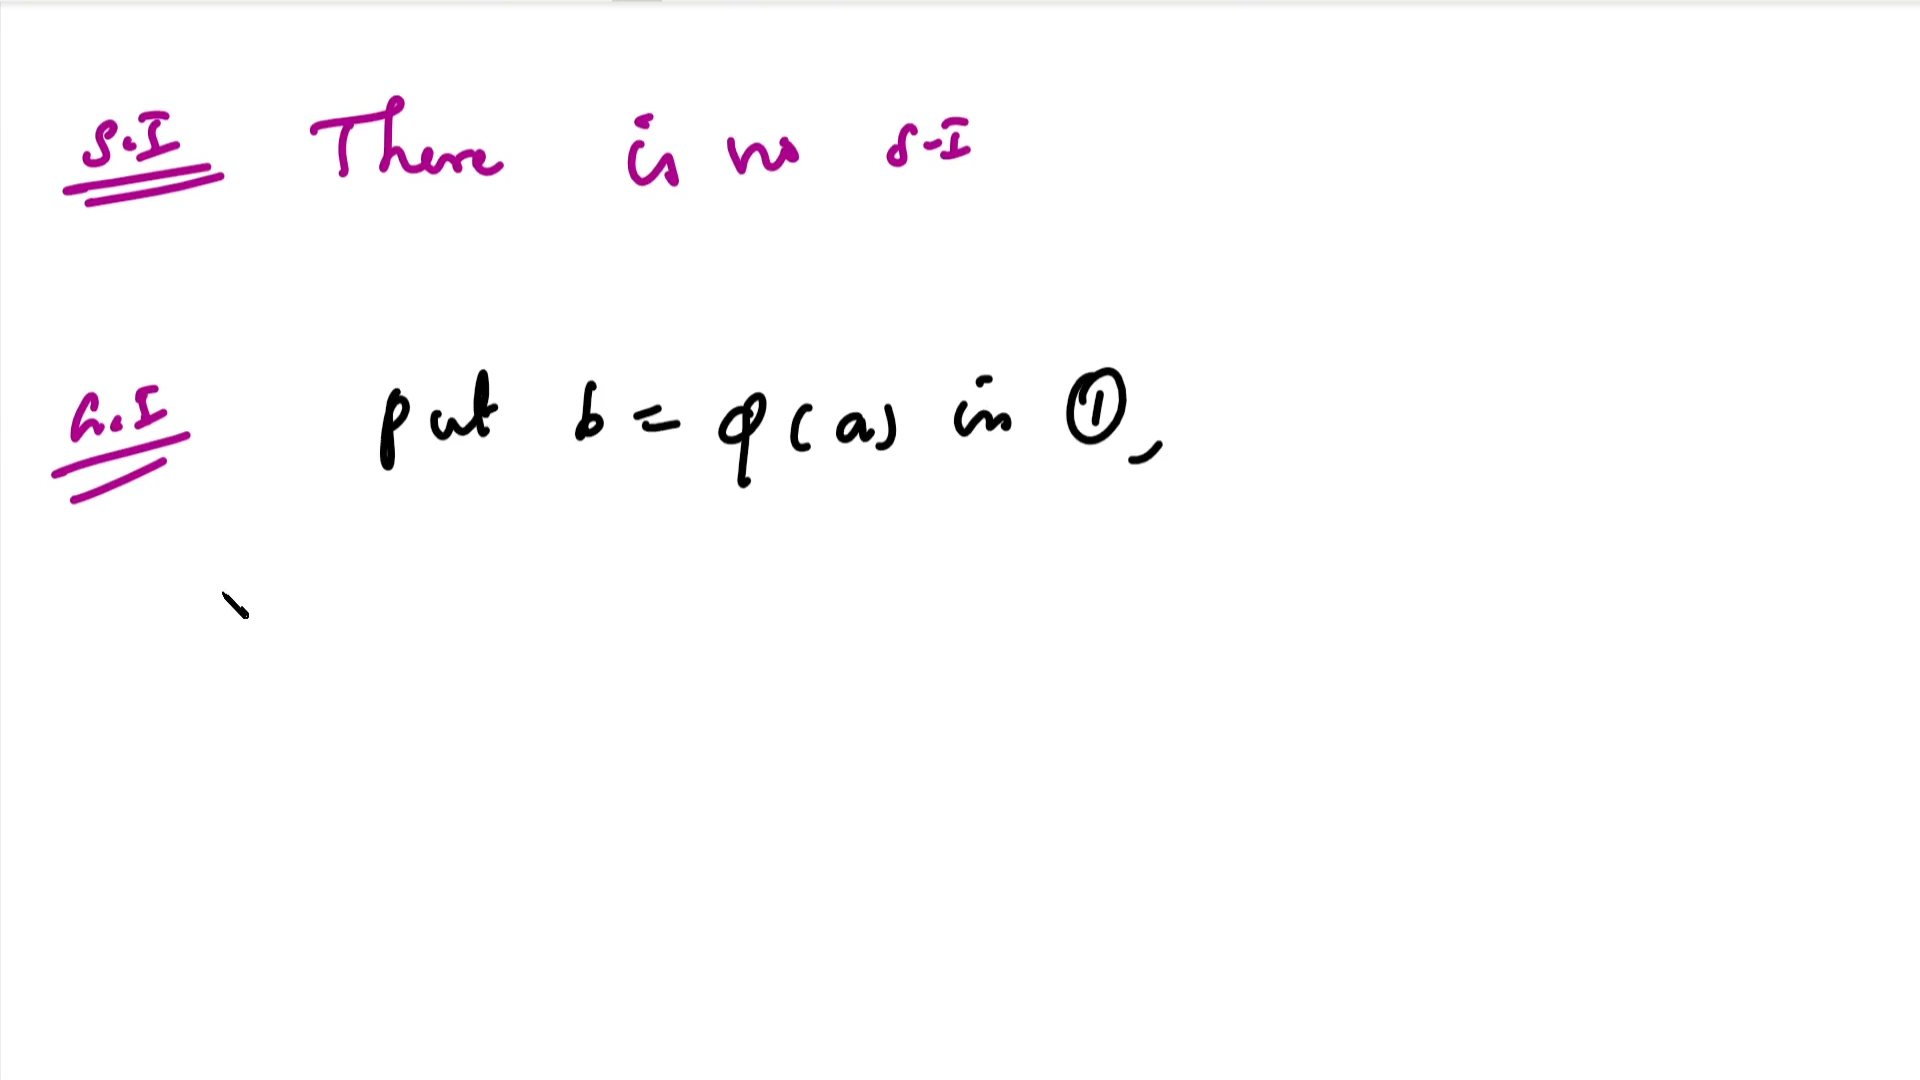 S.I There is no S-I
G.I put b = φ(a) in ①,